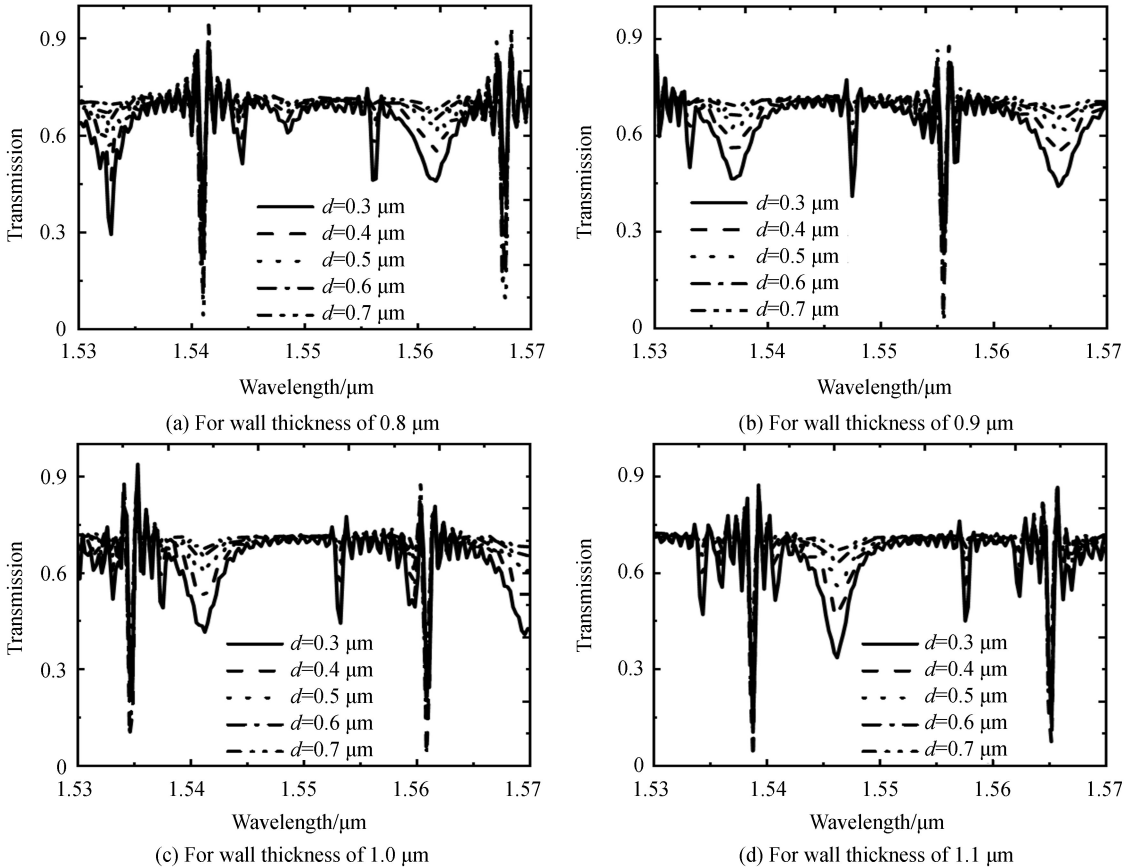 0.9
0.6
0.3
0
Transmission
d=0.3 μm
d=0.4 μm
d=0.5 μm
d=0.6 μm
d=0.7 μm
1.53 1.54 1.55 1.56 1.57
Wavelength/μm
(a) For wall thickness of 0.8 μm
0.9
0.6
0.3
0
Transmission
d=0.3 μm
d=0.4 μm
d=0.5 μm
d=0.6 μm
d=0.7 μm
1.53 1.54 1.55 1.56 1.57
Wavelength/μm
(b) For wall thickness of 0.9 μm
0.9
0.6
0.3
0
Transmission
d=0.3 μm
d=0.4 μm
d=0.5 μm
d=0.6 μm
d=0.7 μm
1.53 1.54 1.55 1.56 1.57
Wavelength/μm
(c) For wall thickness of 1.0 μm
0.9
0.6
0.3
0
Transmission
d=0.3 μm
d=0.4 μm
d=0.5 μm
d=0.6 μm
d=0.7 μm
1.53 1.54 1.55 1.56 1.57
Wavelength/μm
(d) For wall thickness of 1.1 μm